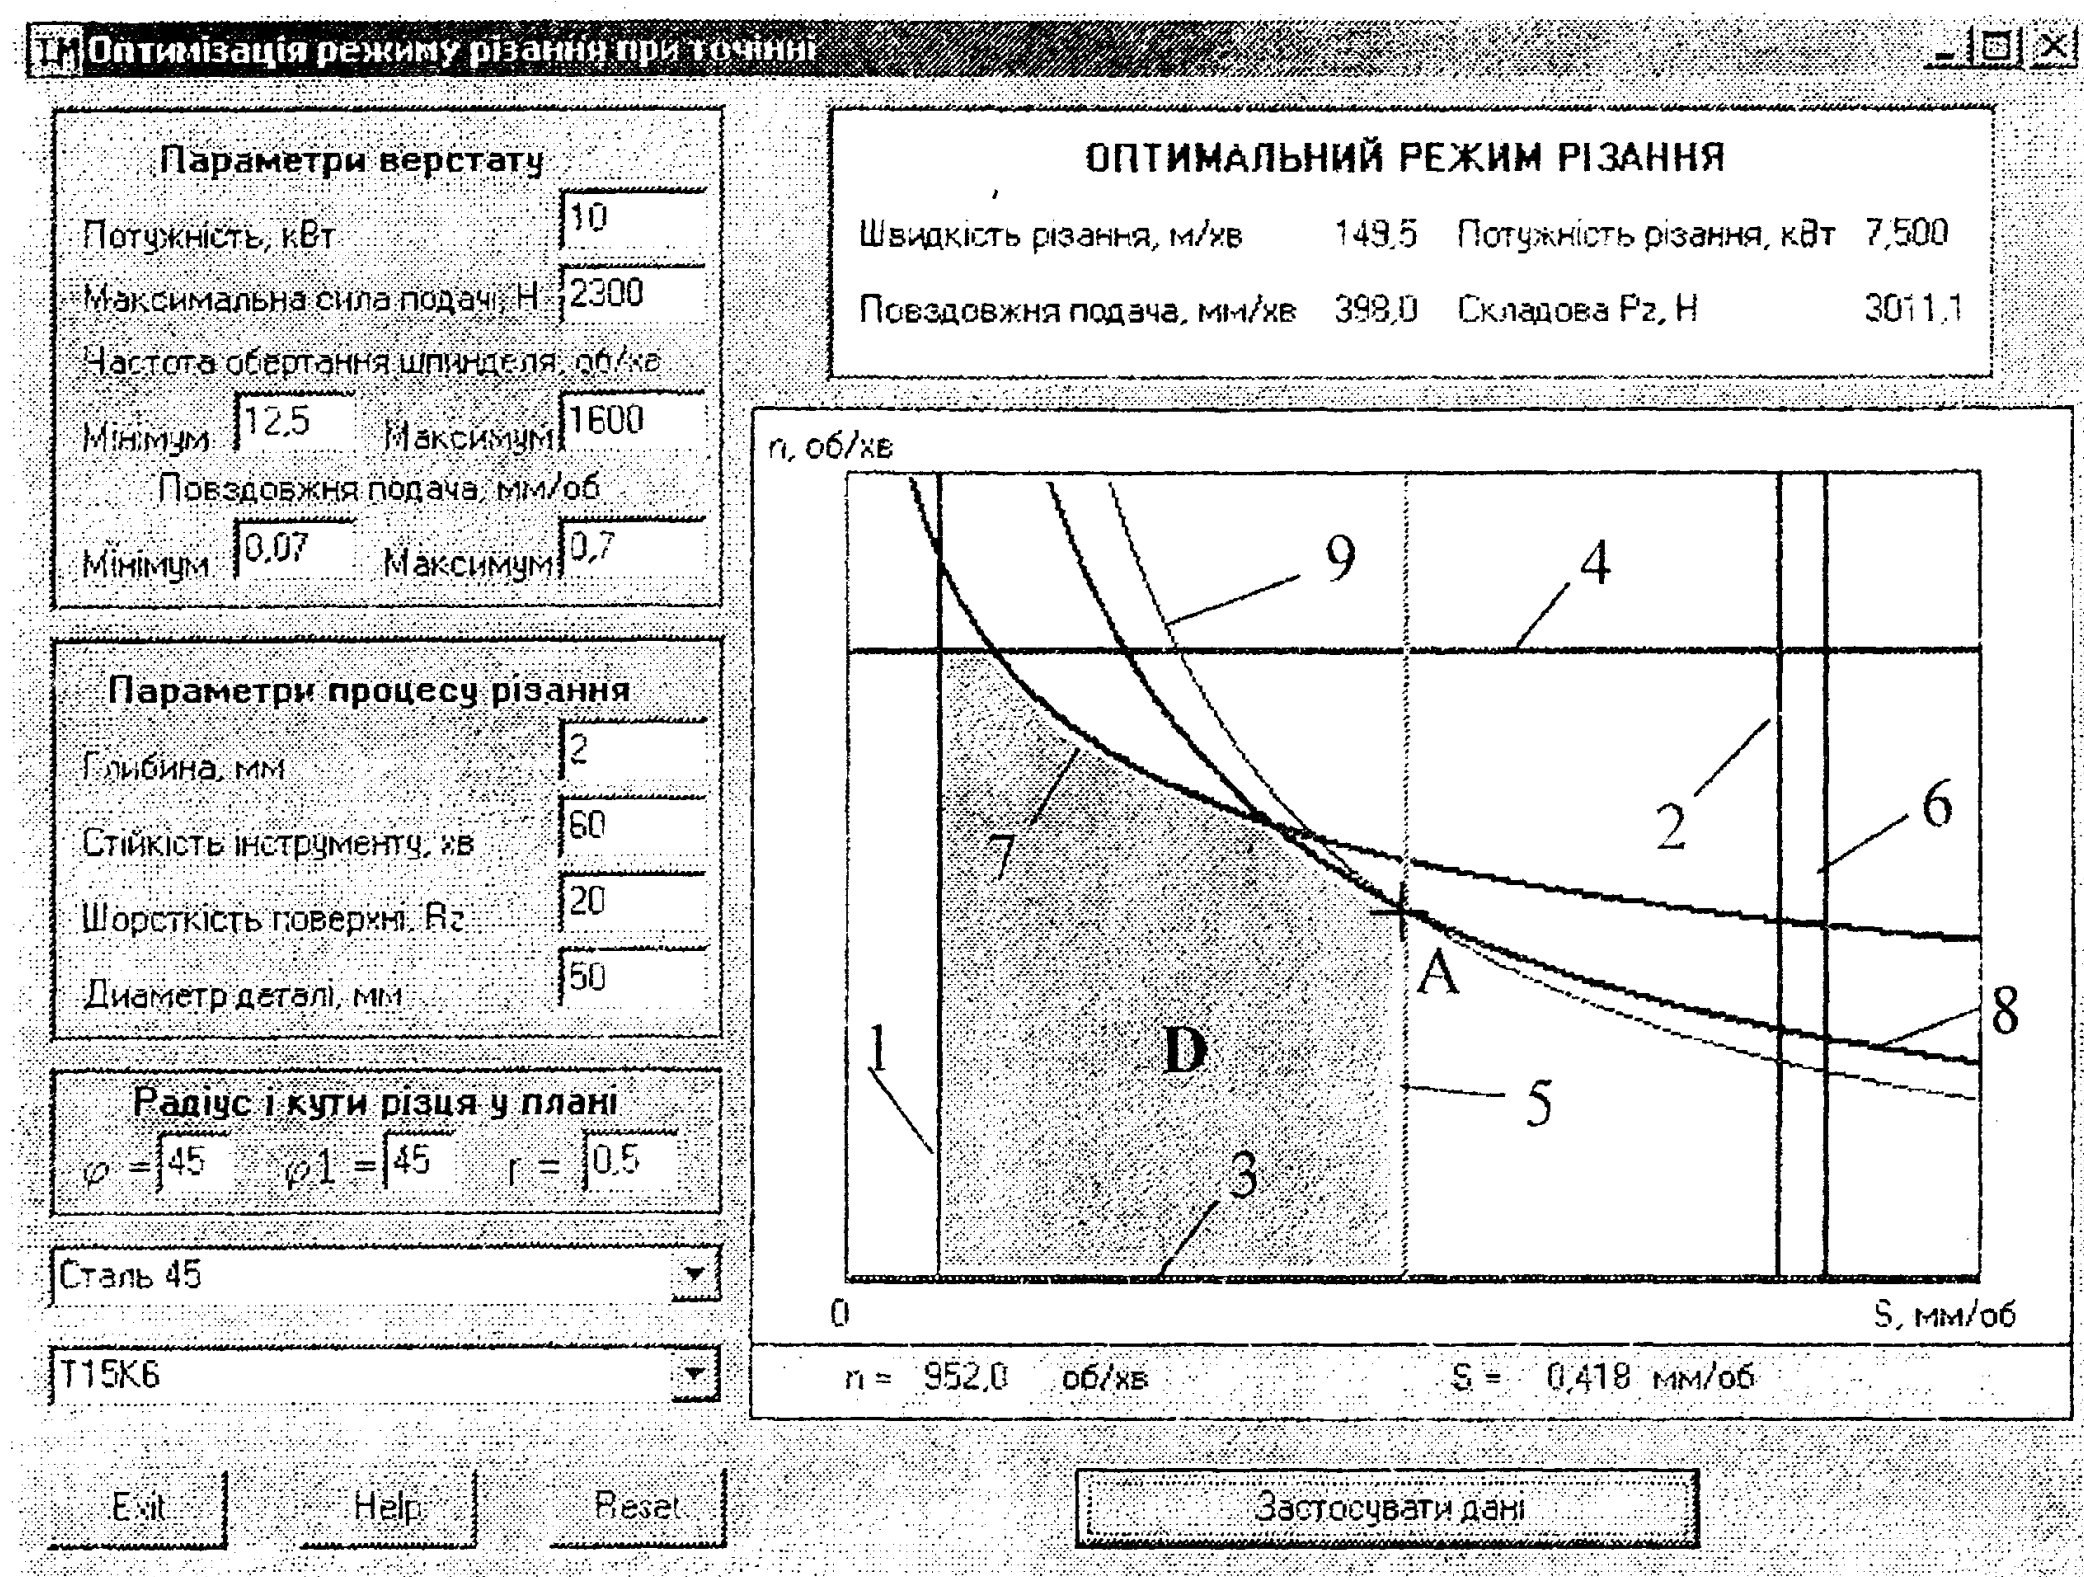 Оптимізація режиму різання при точінні
Параметри верстату
Потужність, кВт 10
Максимальна сила подачі, Н 2300
Частота обертання шпинделя, об/хв
Мінімум 12,5 Максимум 1600
Повздовжня подача, мм/об
Мінімум 0,07 Максимум 0,7
Параметри процесу різання
Глибина, мм 2
Стійкість інструменту, хв 60
Шорсткість поверхні, Rz 20
Диаметр деталі, мм 50
Радіус і кути різця у плані
φ = 45 φ1 = 45 r = 0,5
Сталь 45
Т15К6
Exit Help Reset
ОПТИМАЛЬНИЙ РЕЖИМ РІЗАННЯ
Швидкість різання, м/хв 149,5 Потужність різання, кВт 7,500
Повздовжня подача, мм/хв 398,0 Складова Pz, Н 3011,1
n, об/хв
9
4
2
6
7
A
8
1
D
5
3
0
S, мм/об
n = 952,0 об/хв S = 0,418 мм/об
Застосувати дані